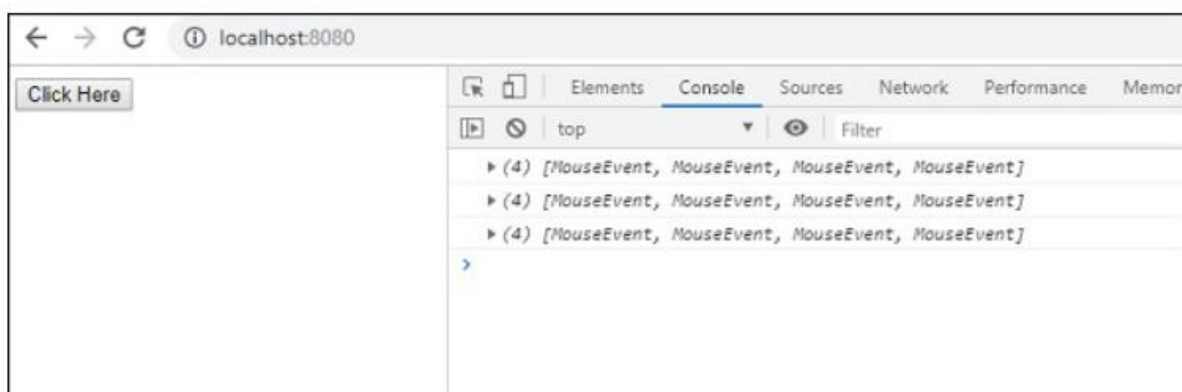 localhost:8080
Click Here
Elements Console Sources Network Performance Memor
top Filter
(4) [MouseEvent, MouseEvent, MouseEvent, MouseEvent]
(4) [MouseEvent, MouseEvent, MouseEvent, MouseEvent]
(4) [MouseEvent, MouseEvent, MouseEvent, MouseEvent]